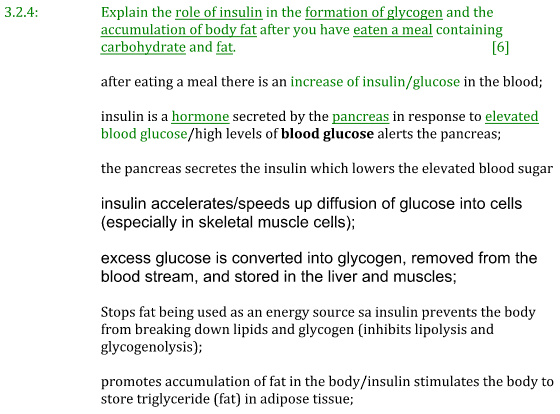 3.2.4: Explain the role of insulin in the formation of glycogen and the
accumulation of body fat after you have eaten a meal containing
carbohydrate and fat. [6]
after eating a meal there is an increase of insulin/glucose in the blood;
insulin is a hormone secreted by the pancreas in response to elevated
blood glucose/high levels of blood glucose alerts the pancreas;
the pancreas secretes the insulin which lowers the elevated blood sugar
insulin accelerates/speeds up diffusion of glucose into cells
(especially in skeletal muscle cells);
excess glucose is converted into glycogen, removed from the
blood stream, and stored in the liver and muscles;
Stops fat being used as an energy source sa insulin prevents the body
from breaking down lipids and glycogen (inhibits lipolysis and
glycogenolysis);
promotes accumulation of fat in the body/insulin stimulates the body to
store triglyceride (fat) in adipose tissue;